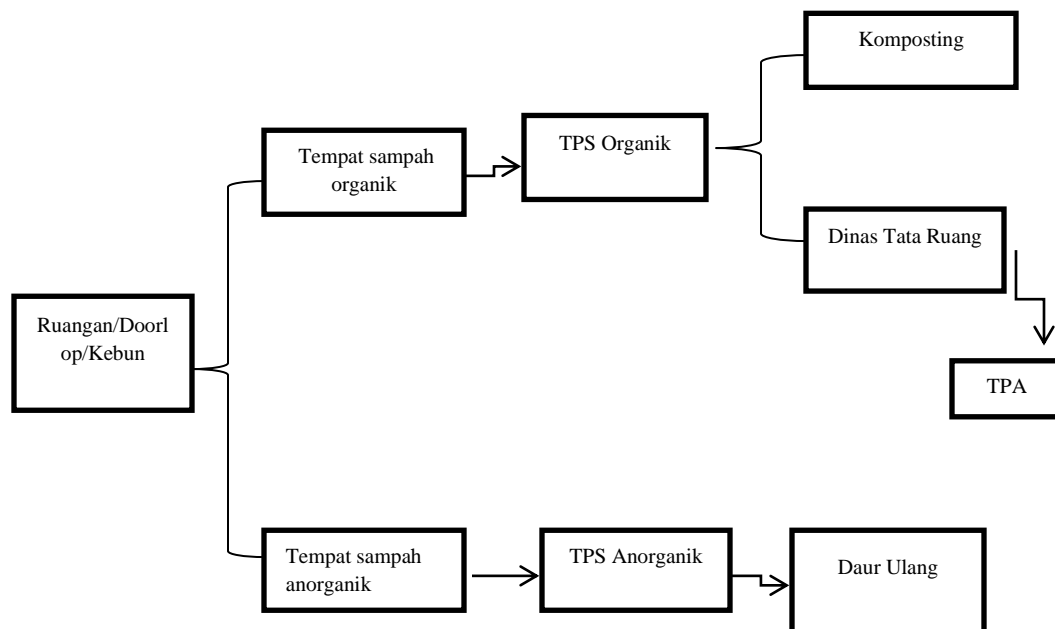 Komposting
Tempat sampah
organik
TPS Organik
Dinas Tata Ruang
Ruangan/Doorl
op/Kebun
TPA
Tempat sampah
anorganik
TPS Anorganik
Daur Ulang